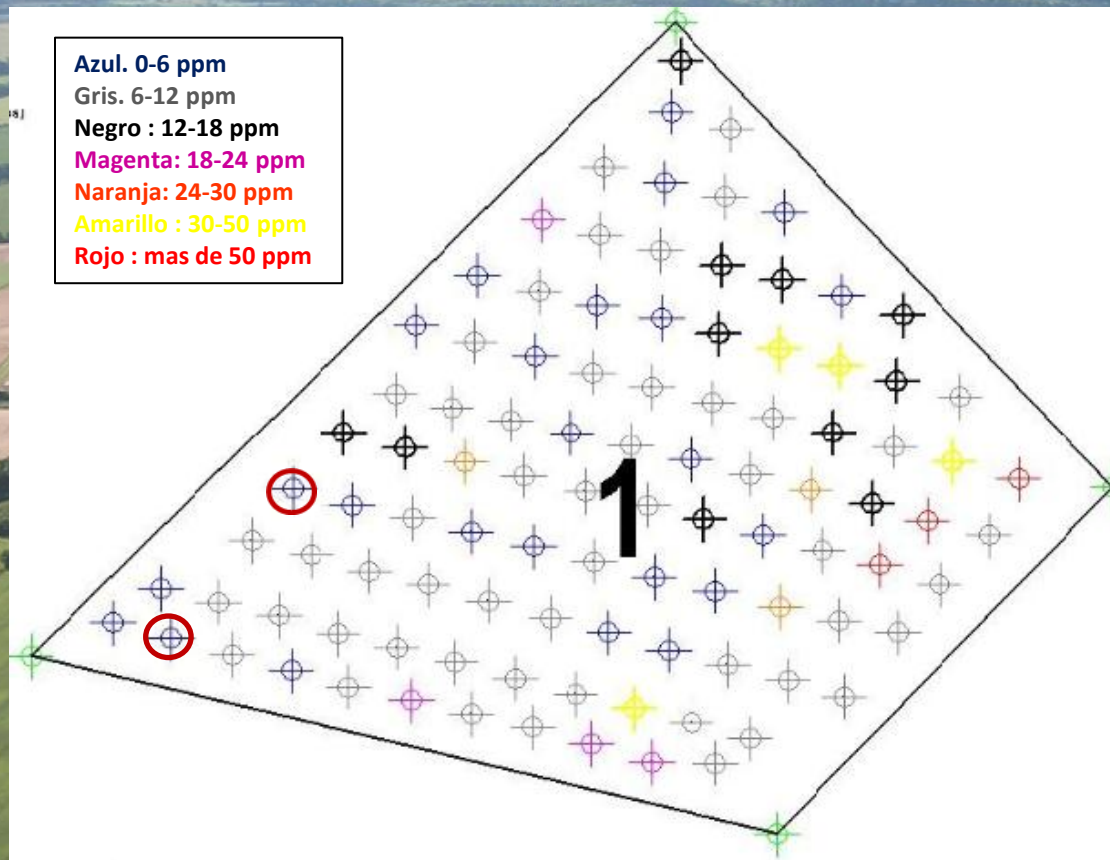 Azul. 0-6 ppm
Gris. 6-12 ppm
Negro : 12-18 ppm
Magenta: 18-24 ppm
Naranja: 24-30 ppm
Amarillo : 30-50 ppm
Rojo : mas de 50 ppm
1